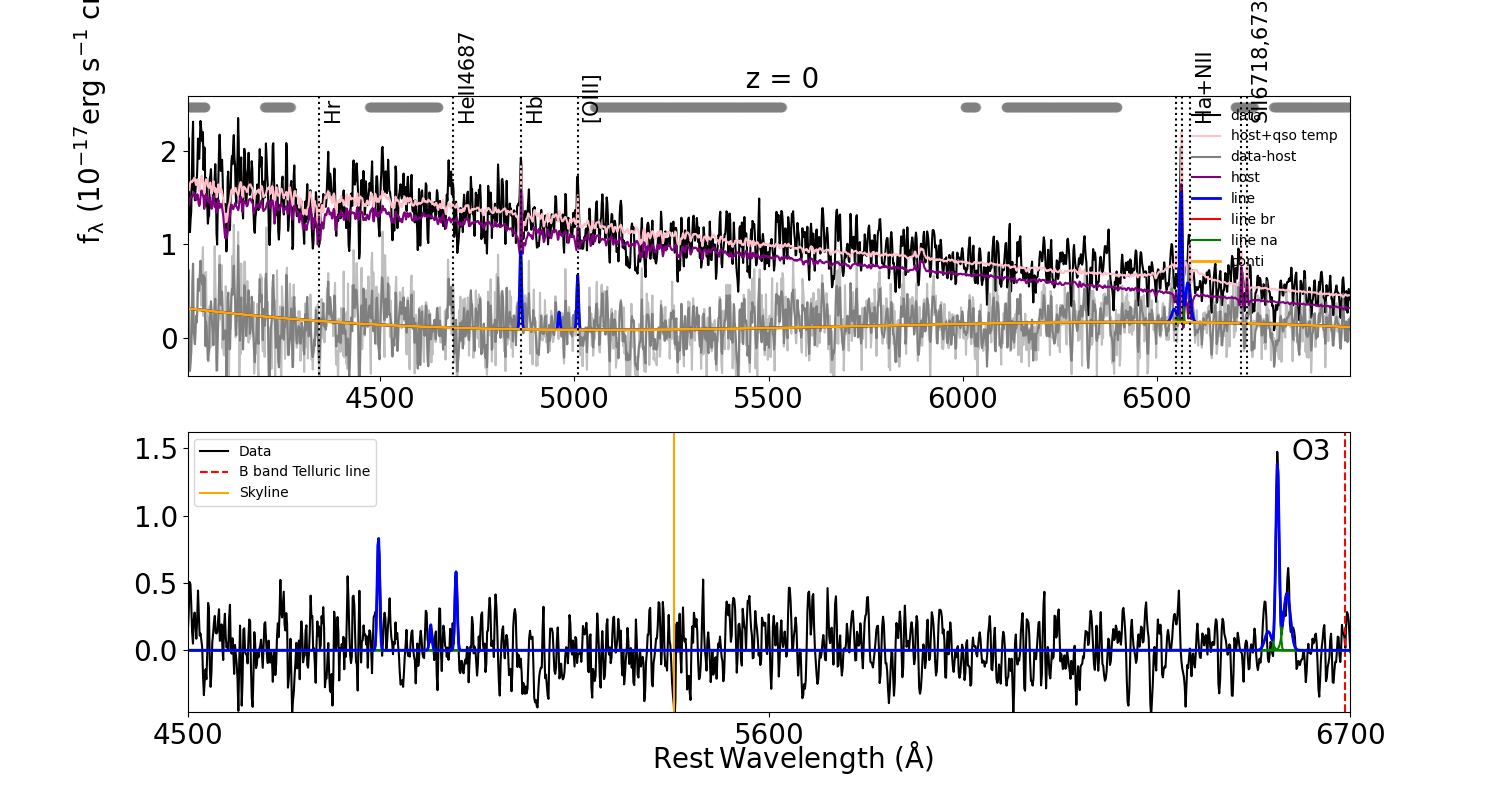 z = 0
fλ (10⁻¹⁷erg s⁻¹
Hr
HeII4687
Hb
[OIII]
Ha+NII
SII6718,673
data
host+qso temp
data-host
host
line
line br
line na
conti
2
1
0
4500
5000
5500
6000
6500
Data
B band Telluric line
Skyline
O3
1.5
1.0
0.5
0.0
4500
5600
6700
Rest Wavelength (Å)